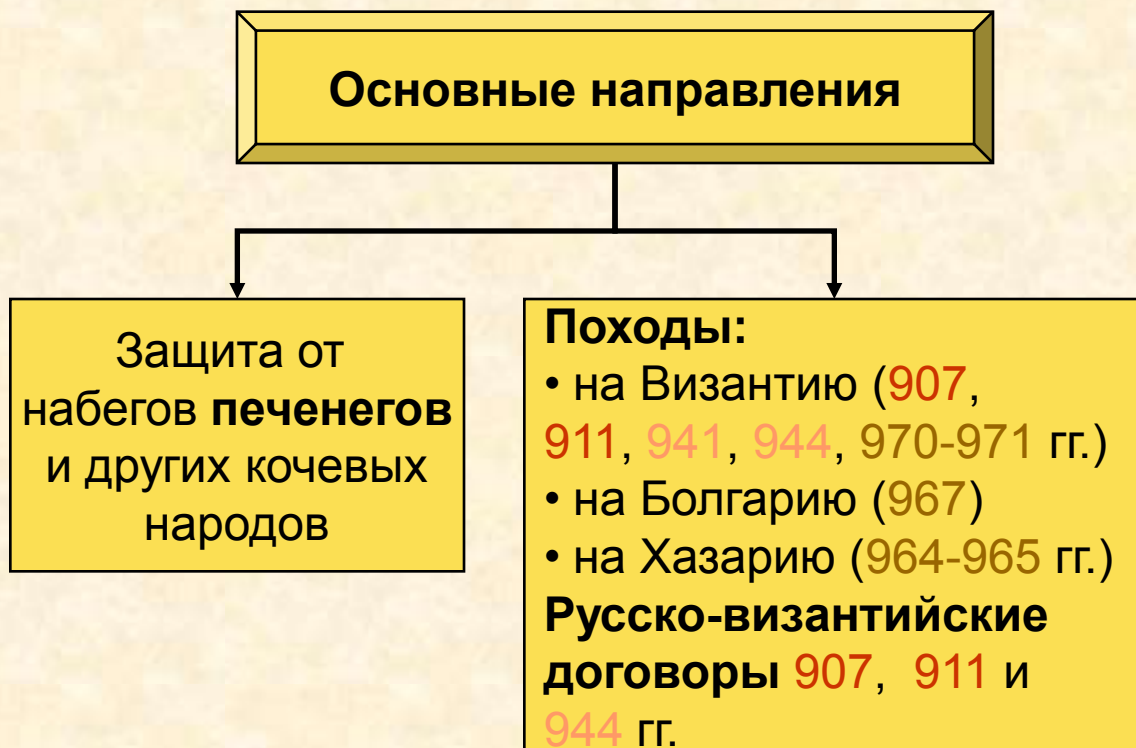 Основные направления
Защита от
набегов печенегов
и других кочевых
народов
Походы:
• на Византию (907,
911, 941, 944, 970-971 гг.)
• на Болгарию (967)
• на Хазарию (964-965 гг.)
Русско-византийские
договоры 907, 911 и
944 гг.